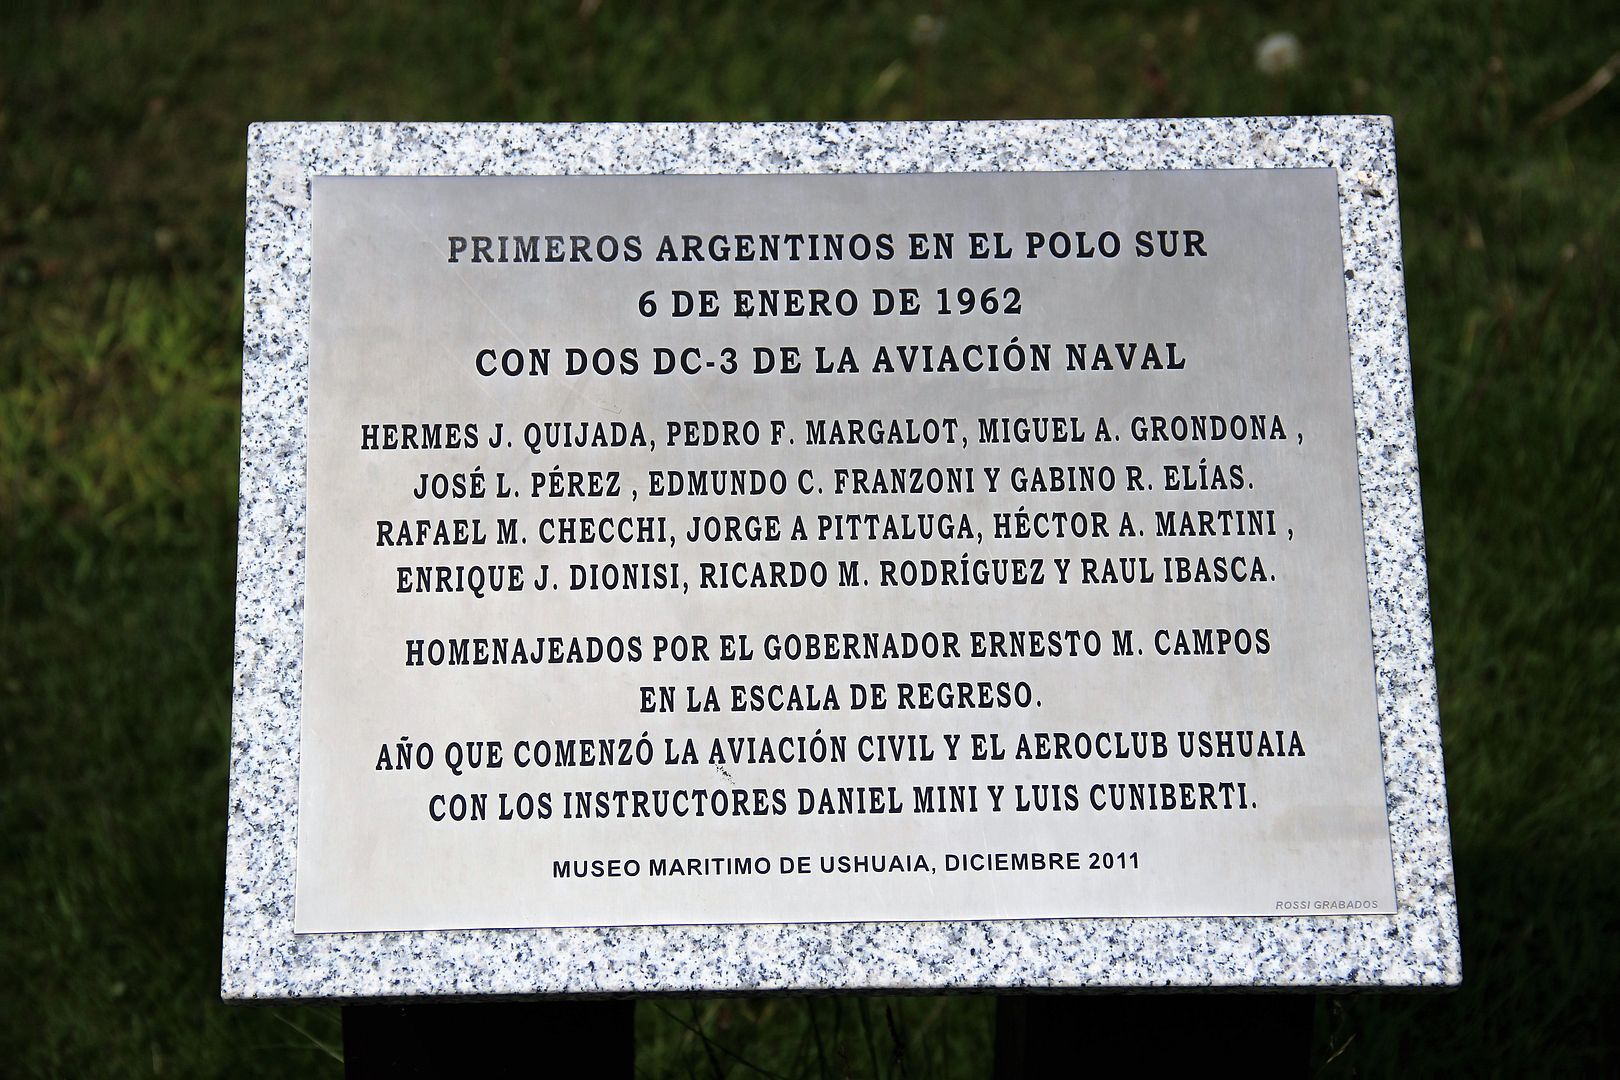 PRIMEROS ARGENTINOS EN EL POLO SUR
6 DE ENERO DE 1962
CON DOS DC-3 DE LA AVIACIÓN NAVAL
HERMES J. QUIJADA, PEDRO F. MARGALOT, MIGUEL A. GRONDONA ,
JOSÉ L. PÉREZ , EDMUNDO C. FRANZONI Y GABINO R. ELÍAS.
RAFAEL M. CHECCHI, JORGE A PITTALUGA, HÉCTOR A. MARTINI ,
ENRIQUE J. DIONISI, RICARDO M. RODRÍGUEZ Y RAUL IBASCA.
HOMENAJEADOS POR EL GOBERNADOR ERNESTO M. CAMPOS
EN LA ESCALA DE REGRESO.
AÑO QUE COMENZÓ LA AVIACIÓN CIVIL Y EL AEROCLUB USHUAIA
CON LOS INSTRUCTORES DANIEL MINI Y LUIS CUNIBERTI.
MUSEO MARITIMO DE USHUAIA, DICIEMBRE 2011
ROSSI GRABADOS